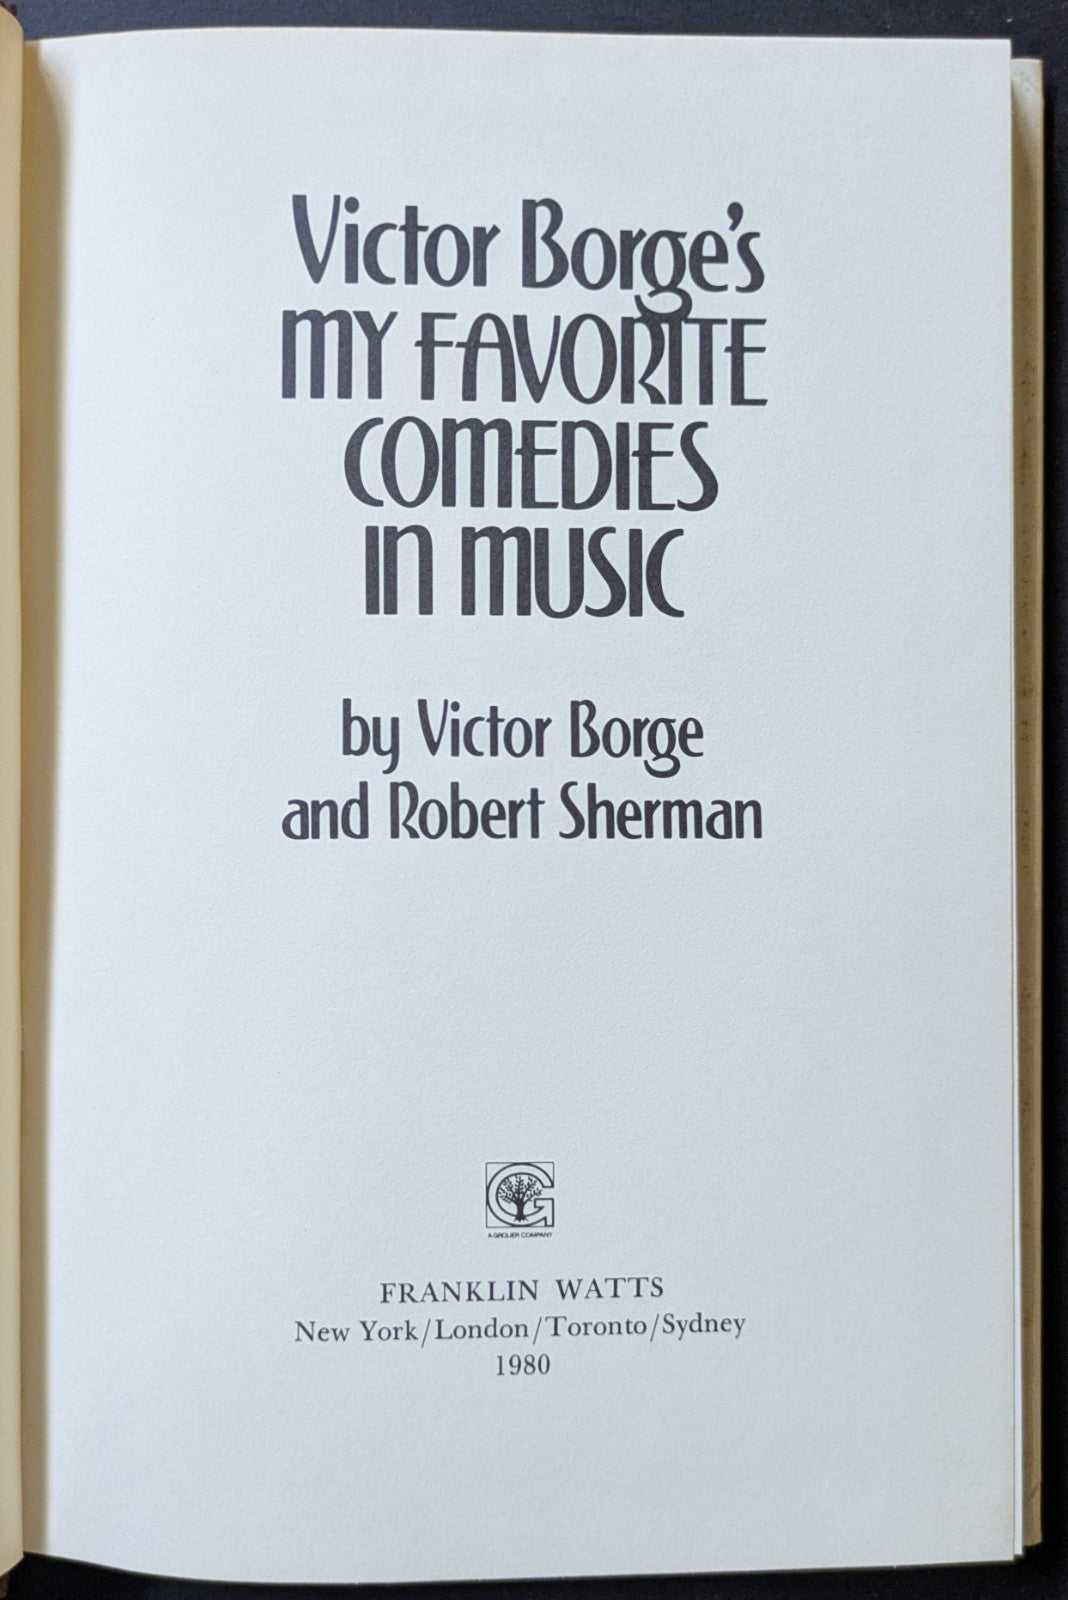 Victor Borge's
MY FAVORITE
COMEDIES
IN MUSIC
by Victor Borge
and Robert Sherman
G
A GROLIER COMPANY
FRANKLIN WATTS
New York/London/Toronto/Sydney
1980